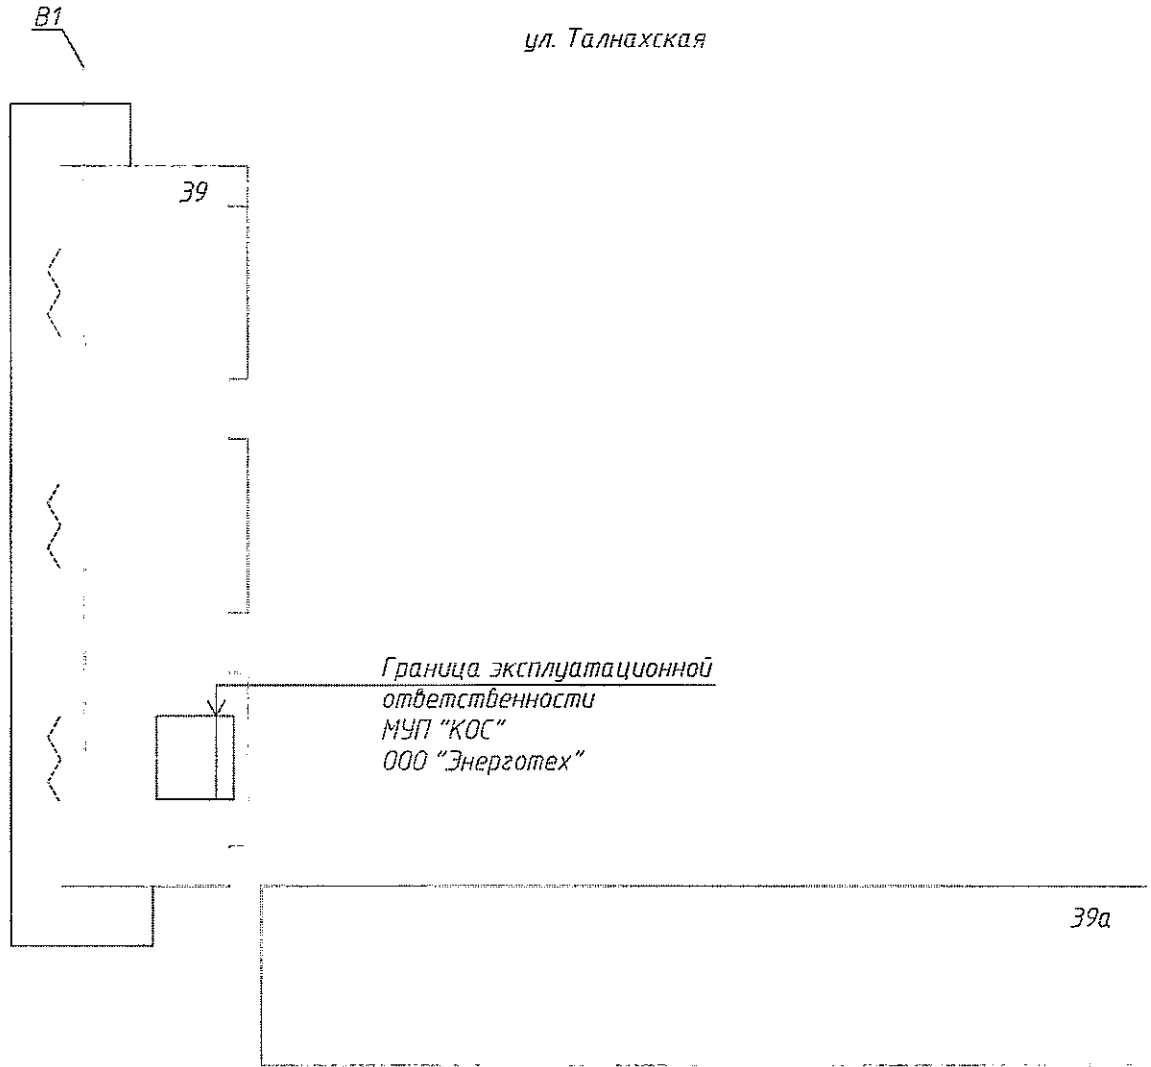 В1
ул. Талнахская
39
Граница эксплуатационной
ответственности
МУП "КОС"
ООО "Энерготех"
39а